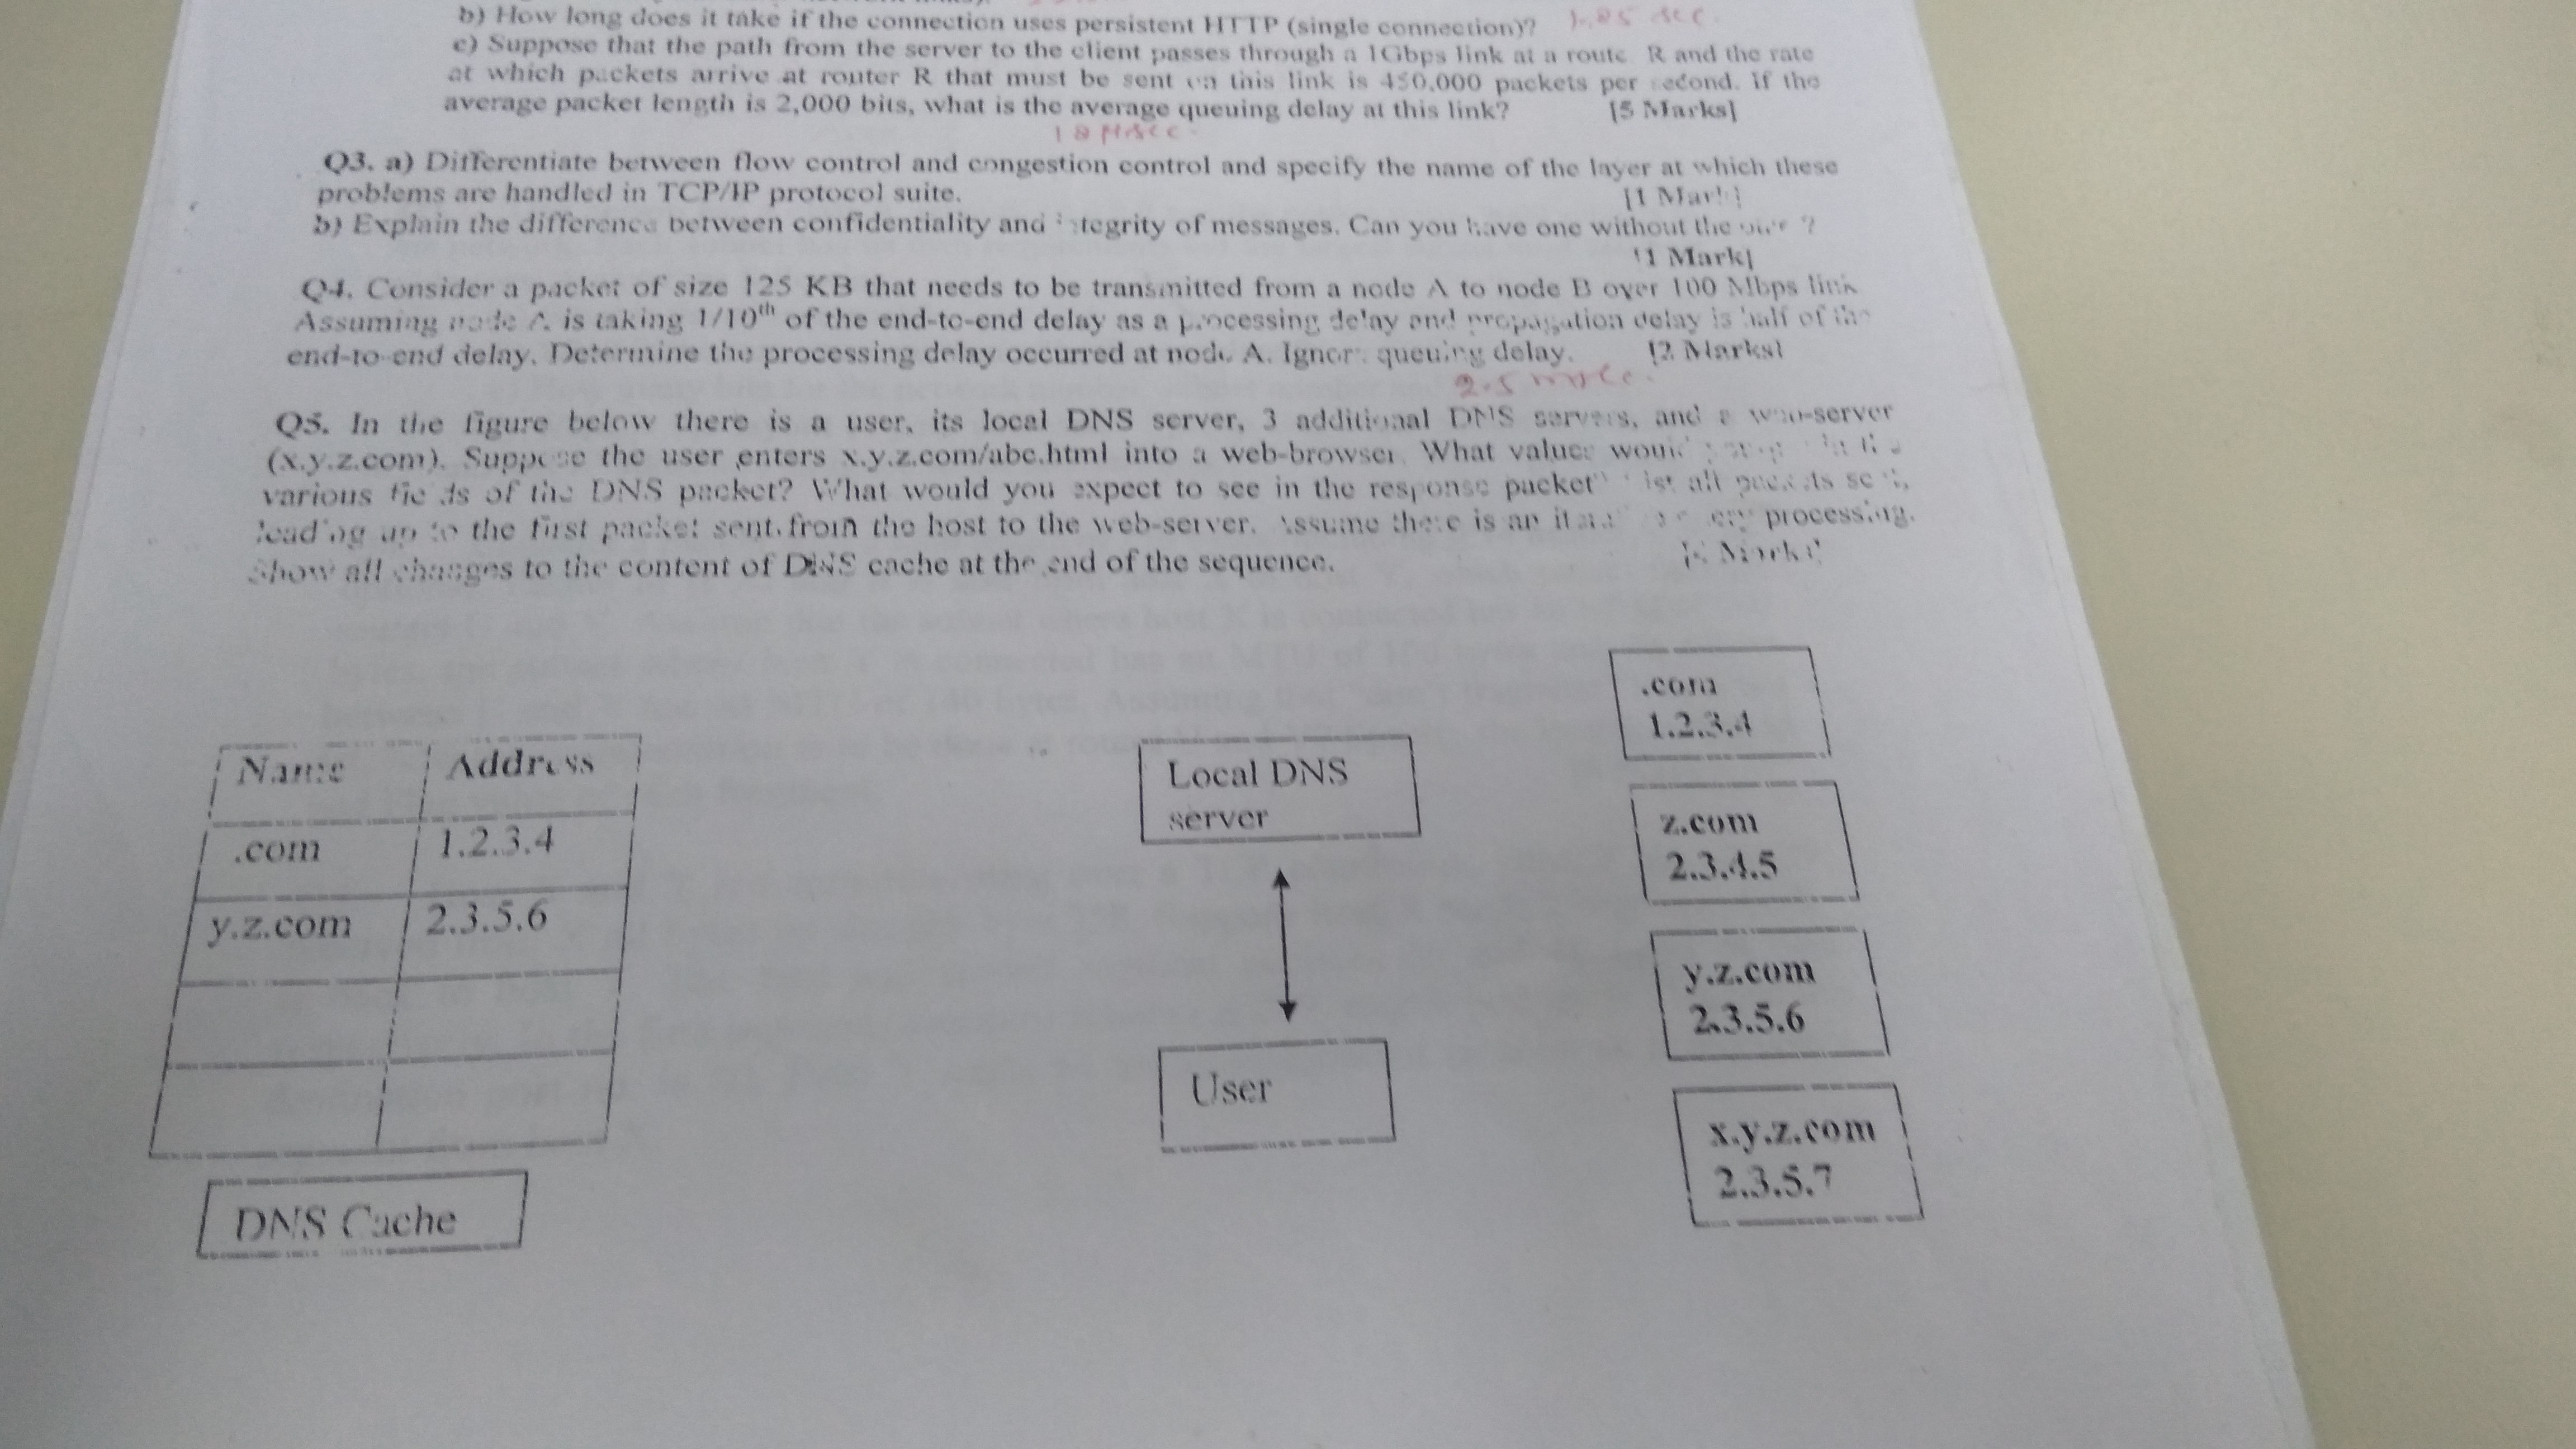 b) How long does it take if the connection uses persistent HTTP (single connection)? 1.85 sec.
c) Suppose that the path from the server to the client passes through a 1Gbps link at a route R and the rate
at which packets arrive at router R that must be sent on this link is 450,000 packets per second. If the
average packet length is 2,000 bits, what is the average queuing delay at this link? [5 Marks]
18 μsec.
Q3. a) Differentiate between flow control and congestion control and specify the name of the layer at which these
problems are handled in TCP/IP protocol suite. [1 Mark]
b) Explain the difference between confidentiality and integrity of messages. Can you have one without the ?
[1 Mark]
Q4. Consider a packet of size 125 KB that needs to be transmitted from a node A to node B over 100 Mbps link
Assuming node A is taking 1/10th of the end-to-end delay as a processing delay and propagation delay is half of the
end-to-end delay. Determine the processing delay occurred at node A. Ignore queuing delay. [2 Marks]
2.5 msec.
Q5. In the figure below there is a user, its local DNS server, 3 additional DNS servers, and a web-server
(x.y.z.com). Suppose the user enters x.y.z.com/abc.html into a web-browser. What values would
various fields of the DNS packet? What would you expect to see in the response packet? List all packets sent,
leading up to the first packet sent from the host to the web-server. Assume there is an processing.
Show all changes to the content of DNS cache at the end of the sequence. Marks]
.com
1.2.3.4
Name Address
Local DNS
server
z.com
2.3.4.5
.com 1.2.3.4
y.z.com 2.3.5.6
y.z.com
2.3.5.6
User
x.y.z.com
2.3.5.7
DNS Cache